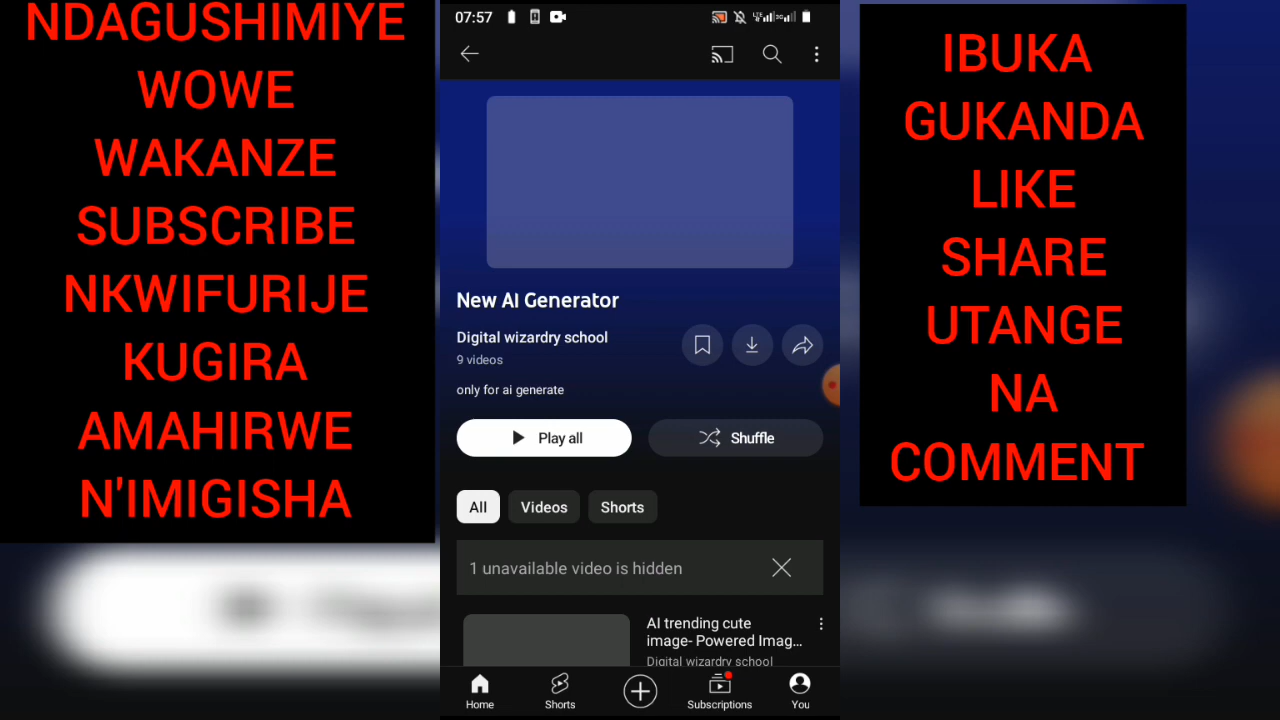 NDAGUSHIMIYE
WOWE
WAKANZE
SUBSCRIBE
NKWIFURIJE
KUGIRA
AMAHIRWE
N'IMIGISHA
07:57
New AI Generator
Digital wizardry school
9 videos
only for ai generate
Play all
Shuffle
All
Videos
Shorts
1 unavailable video is hidden
AI trending cute
image- Powered Imag...
Digital wizardry school
Home
Shorts
Subscriptions
You
IBUKA
GUKANDA
LIKE
SHARE
UTANGE
NA
COMMENT